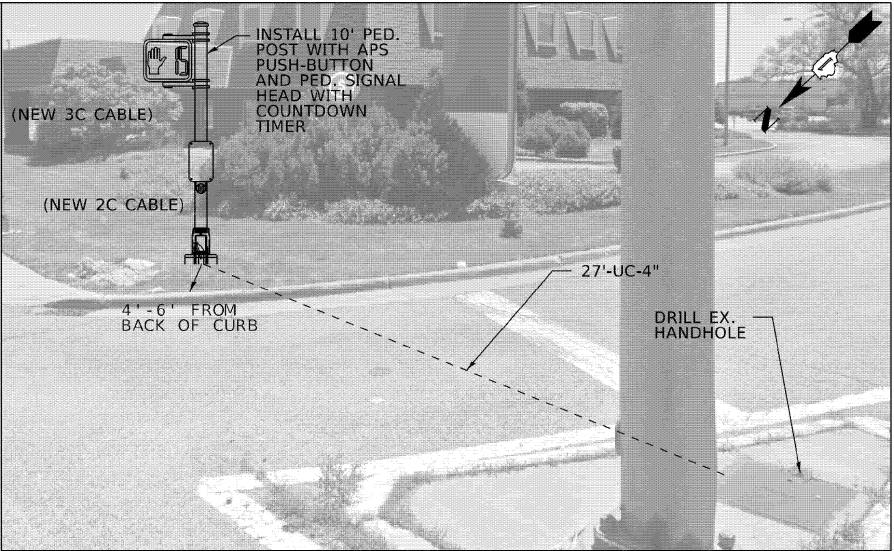 INSTALL 10' PED.
POST WITH APS
PUSH-BUTTON
AND PED. SIGNAL
HEAD WITH
COUNTDOWN
TIMER
(NEW 3C CABLE)
(NEW 2C CABLE)
4'-6' FROM
BACK OF CURB
27'-UC-4"
DRILL EX.
HANDHOLE
N